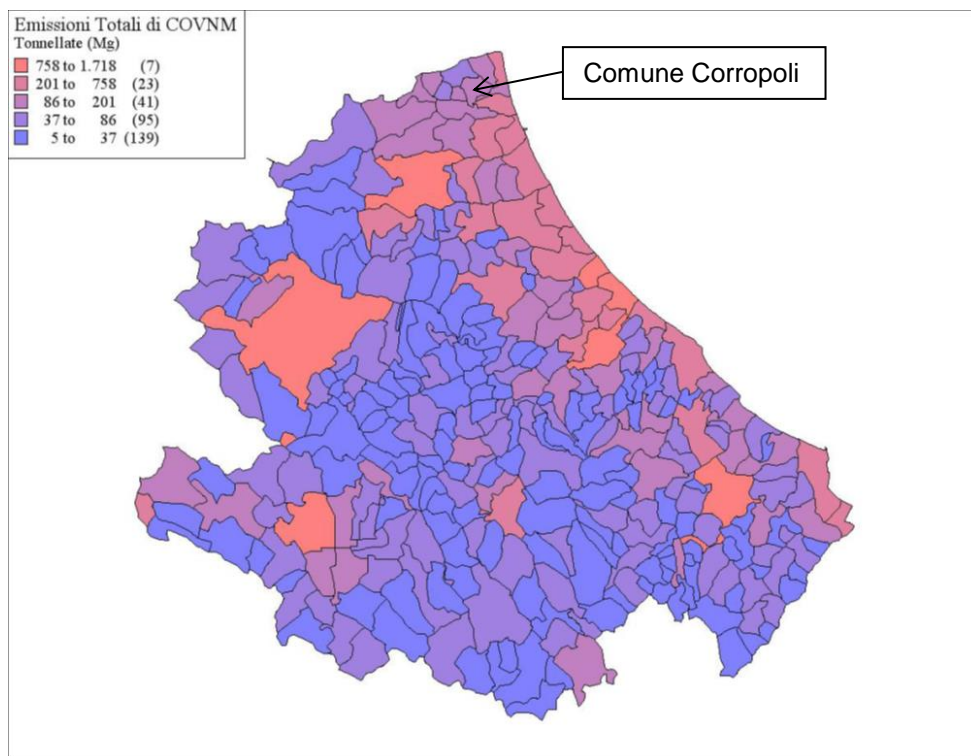 Emissioni Totali di COVNM
Tonnellate (Mg)
758 to 1.718 (7)
201 to 758 (23)
86 to 201 (41)
37 to 86 (95)
5 to 37 (139)
Comune Corropoli